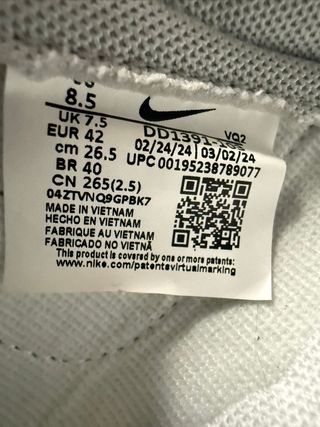 8.5
UK 7.5
EUR 42
cm 26.5
BR 40
CN 265(2.5)
VQ2
02/24/24 03/02/24
UPC 00195238789077
04ZTVNQ9GPBK7
MADE IN VIETNAM
HECHO EN VIETNAM
FABRIQUE AU VIETNAM
FABRICADO NO VIETNÃ
This product is covered by one or more patents
www.nike.com/patentsvirtualmarking